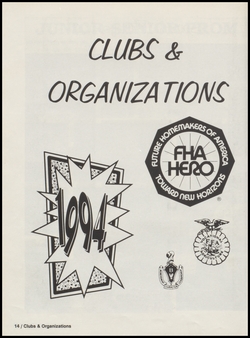 CLUBS &
ORGANIZATIONS
FUTURE HOMEMAKERS OF AMERICA
FHA
HERO
TOWARD NEW HORIZONS
®
1994
14 / Clubs & Organizations